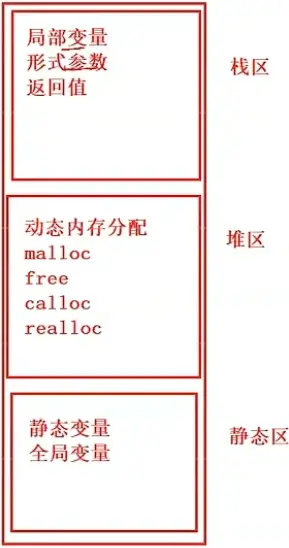 局部变量
形式参数
返回值
栈区
动态内存分配
malloc
free
calloc
realloc
堆区
静态变量
全局变量
静态区